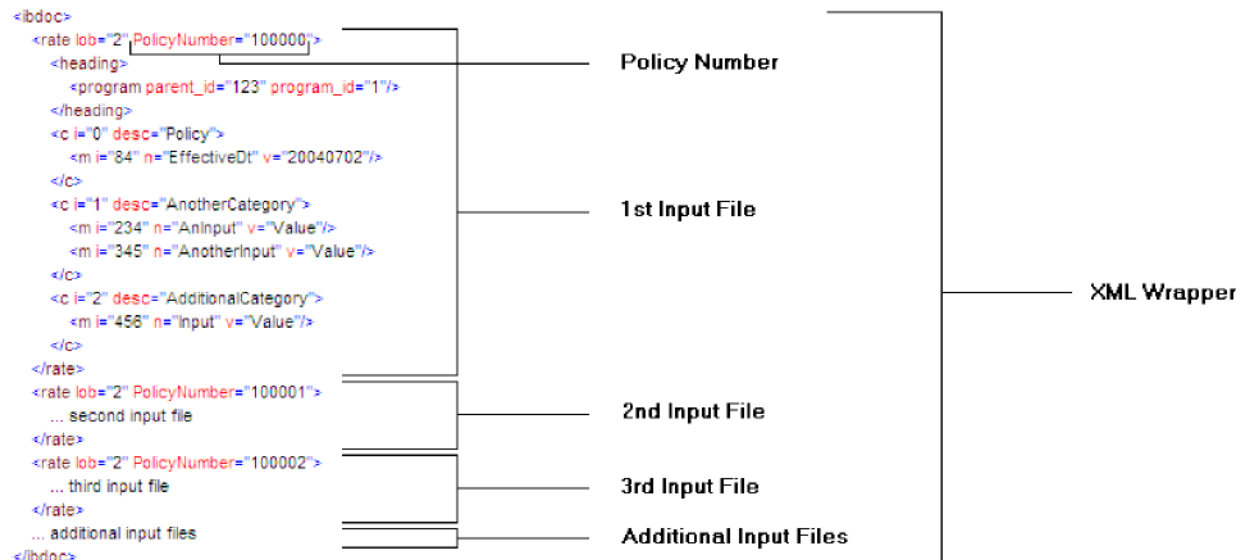 <ibdoc>
<rate lob="2" PolicyNumber="100000">
<heading>
<program parent_id="123" program_id="1"/>
</heading>
<c i="0" desc="Policy">
<m i="84" n="EffectiveDt" v="20040702"/>
</c>
<c i="1" desc="AnotherCategory">
<m i="234" n="AnInput" v="Value"/>
<m i="345" n="AnotherInput" v="Value"/>
</c>
<c i="2" desc="AdditionalCategory">
<m i="456" n="Input" v="Value"/>
</c>
</rate>
<rate lob="2" PolicyNumber="100001">
... second input file
</rate>
<rate lob="2" PolicyNumber="100002">
... third input file
</rate>
... additional input files
</ibdoc>
Policy Number
1st Input File
2nd Input File
3rd Input File
Additional Input Files
XML Wrapper